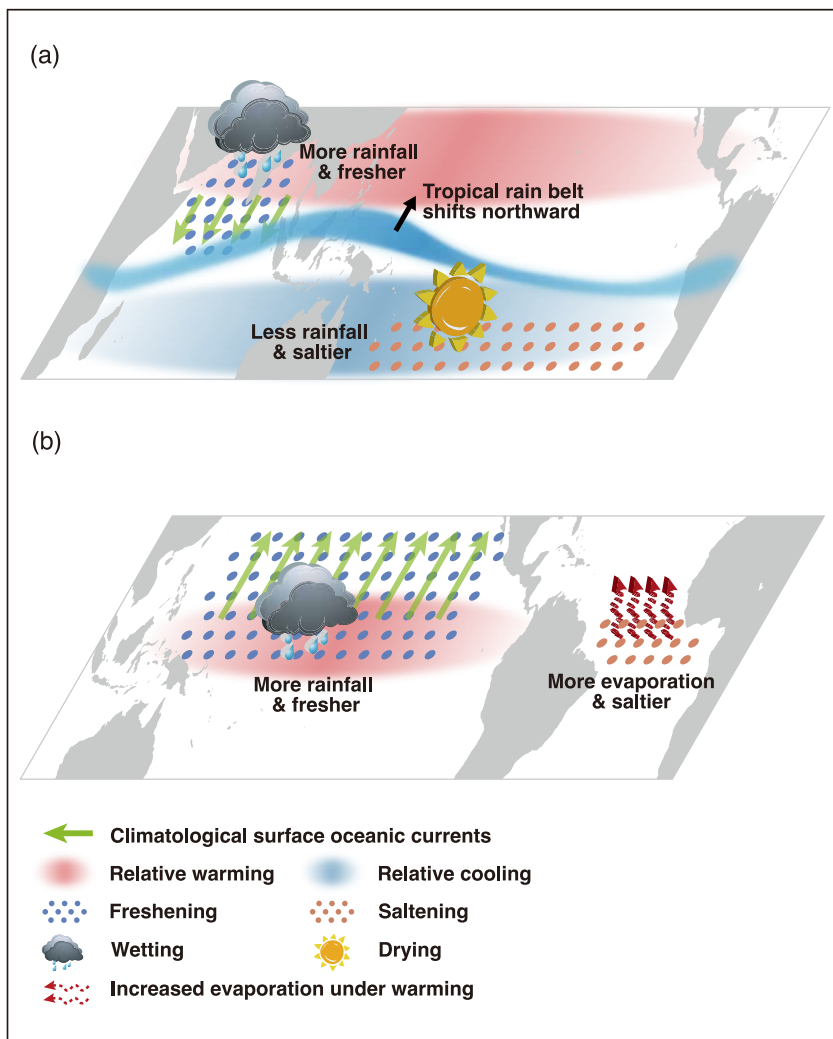 (a)
More rainfall
& fresher
Tropical rain belt
shifts northward
Less rainfall
& saltier
(b)
More rainfall
& fresher
More evaporation
& saltier
Climatological surface oceanic currents
Relative warming
Relative cooling
Freshening
Saltening
Wetting
Drying
Increased evaporation under warming